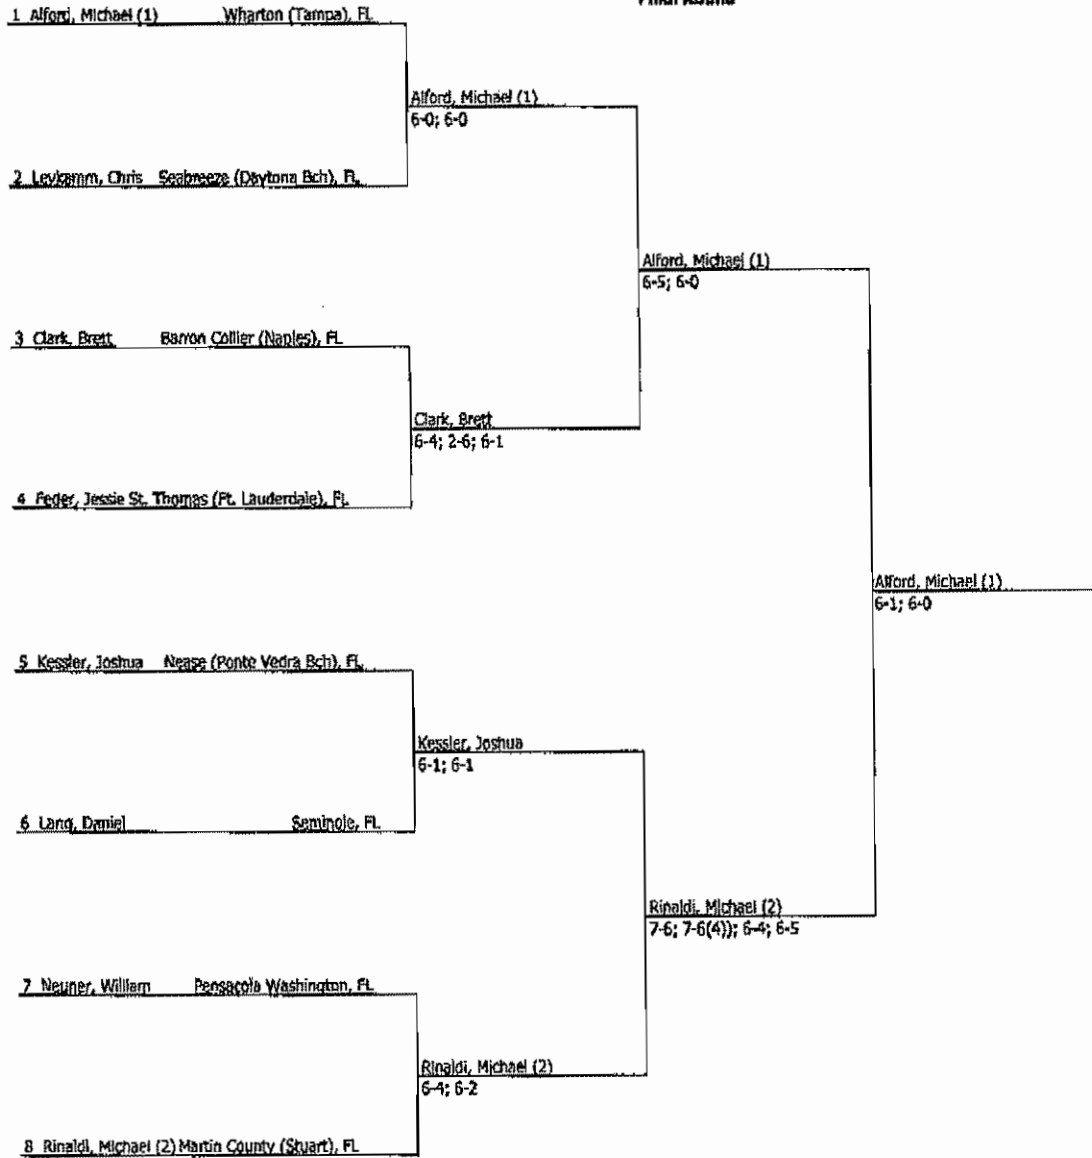 1 Alford, Michael (1) Wharton (Tampa), FL
Alford, Michael (1)
6-0; 6-0
2 Levkamm, Chris Seabreeze (Daytona Bch), FL
Alford, Michael (1)
6-5; 6-0
3 Clark, Brett Barron Collier (Naples), FL
Clark, Brett
6-4; 2-6; 6-1
4 Feder, Jessie St. Thomas (Ft. Lauderdale), FL
Alford, Michael (1)
6-1; 6-0
5 Kessler, Joshua Nease (Ponte Vedra Bch), FL
Kessler, Joshua
6-1; 6-1
6 Lang, Daniel Seminole, FL
Rinaldi, Michael (2)
7-6; 7-6(4)); 6-4; 6-5
7 Neuner, William Pensacola Washington, FL
Rinaldi, Michael (2)
6-4; 6-2
8 Rinaldi, Michael (2) Martin County (Stuart), FL